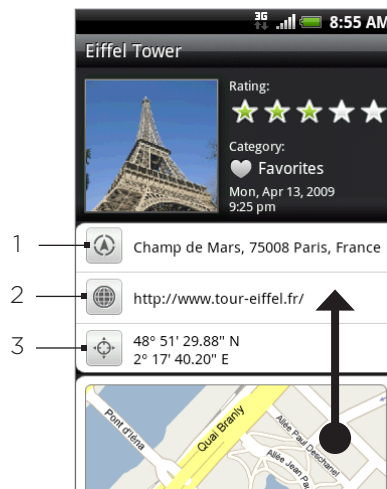 3G 8:55 AM
Eiffel Tower
Rating:
Category:
Favorites
Mon, Apr 13, 2009
9:25 pm
1
Champ de Mars, 75008 Paris, France
2
http://www.tour-eiffel.fr/
3
48° 51' 29.88" N
2° 17' 40.20" E
Pont d'Iéna
Quai Branly
Allée Paul Deschanel
Allée Jean Pau